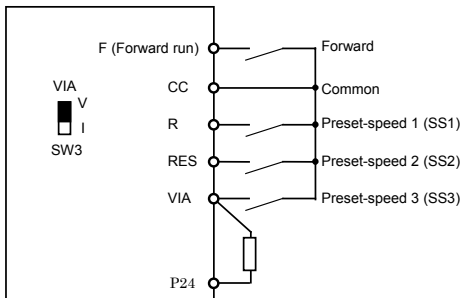 F (Forward run) Forward
VIA
V
I
SW3
CC Common
R Preset-speed 1 (SS1)
RES Preset-speed 2 (SS2)
VIA Preset-speed 3 (SS3)
P24